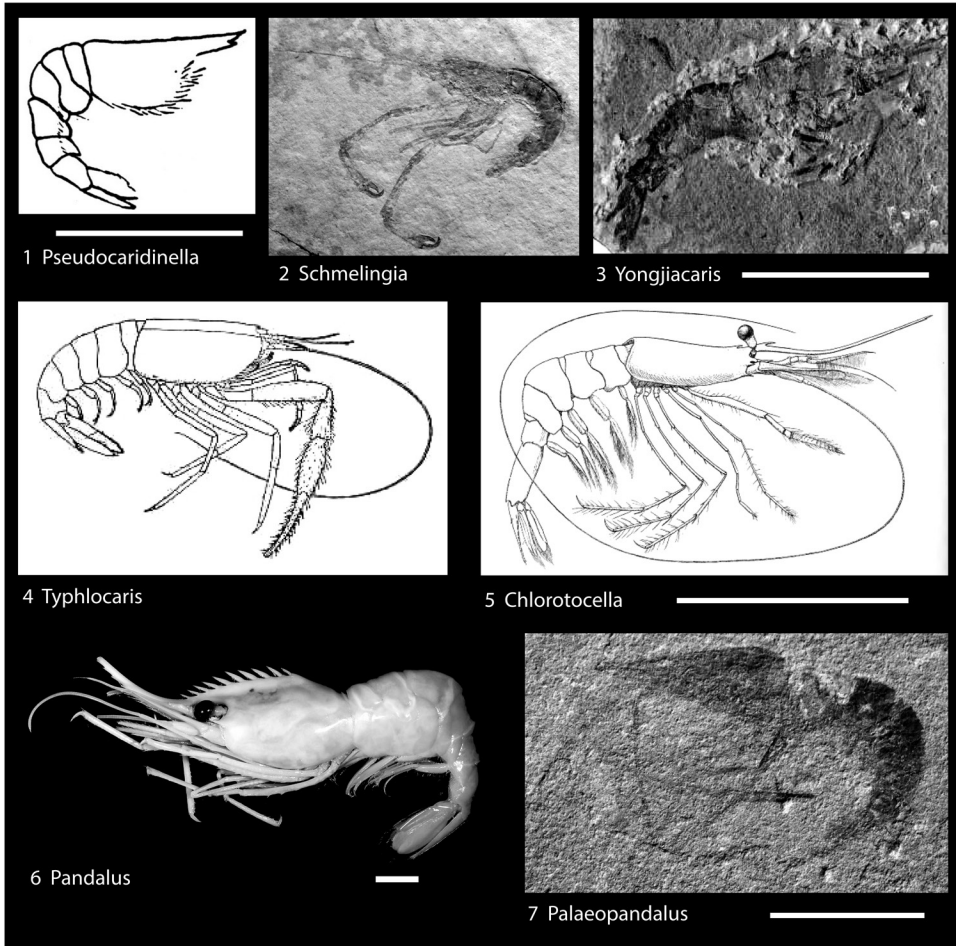 1 Pseudocaridinella
2 Schmelingia
3 Yongjiacaris
4 Typhlocaris
5 Chlorotocella
6 Pandalus
7 Palaeopandalus